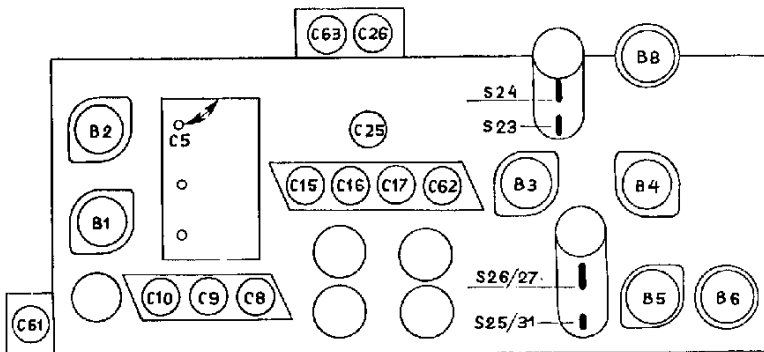 C63 C26
B8
S24
B2
S23
C5
C25
C15 C16 C17 C62
B3
B4
B1
S26/27
C10 C9 C8
B5 B6
C61
S25/31